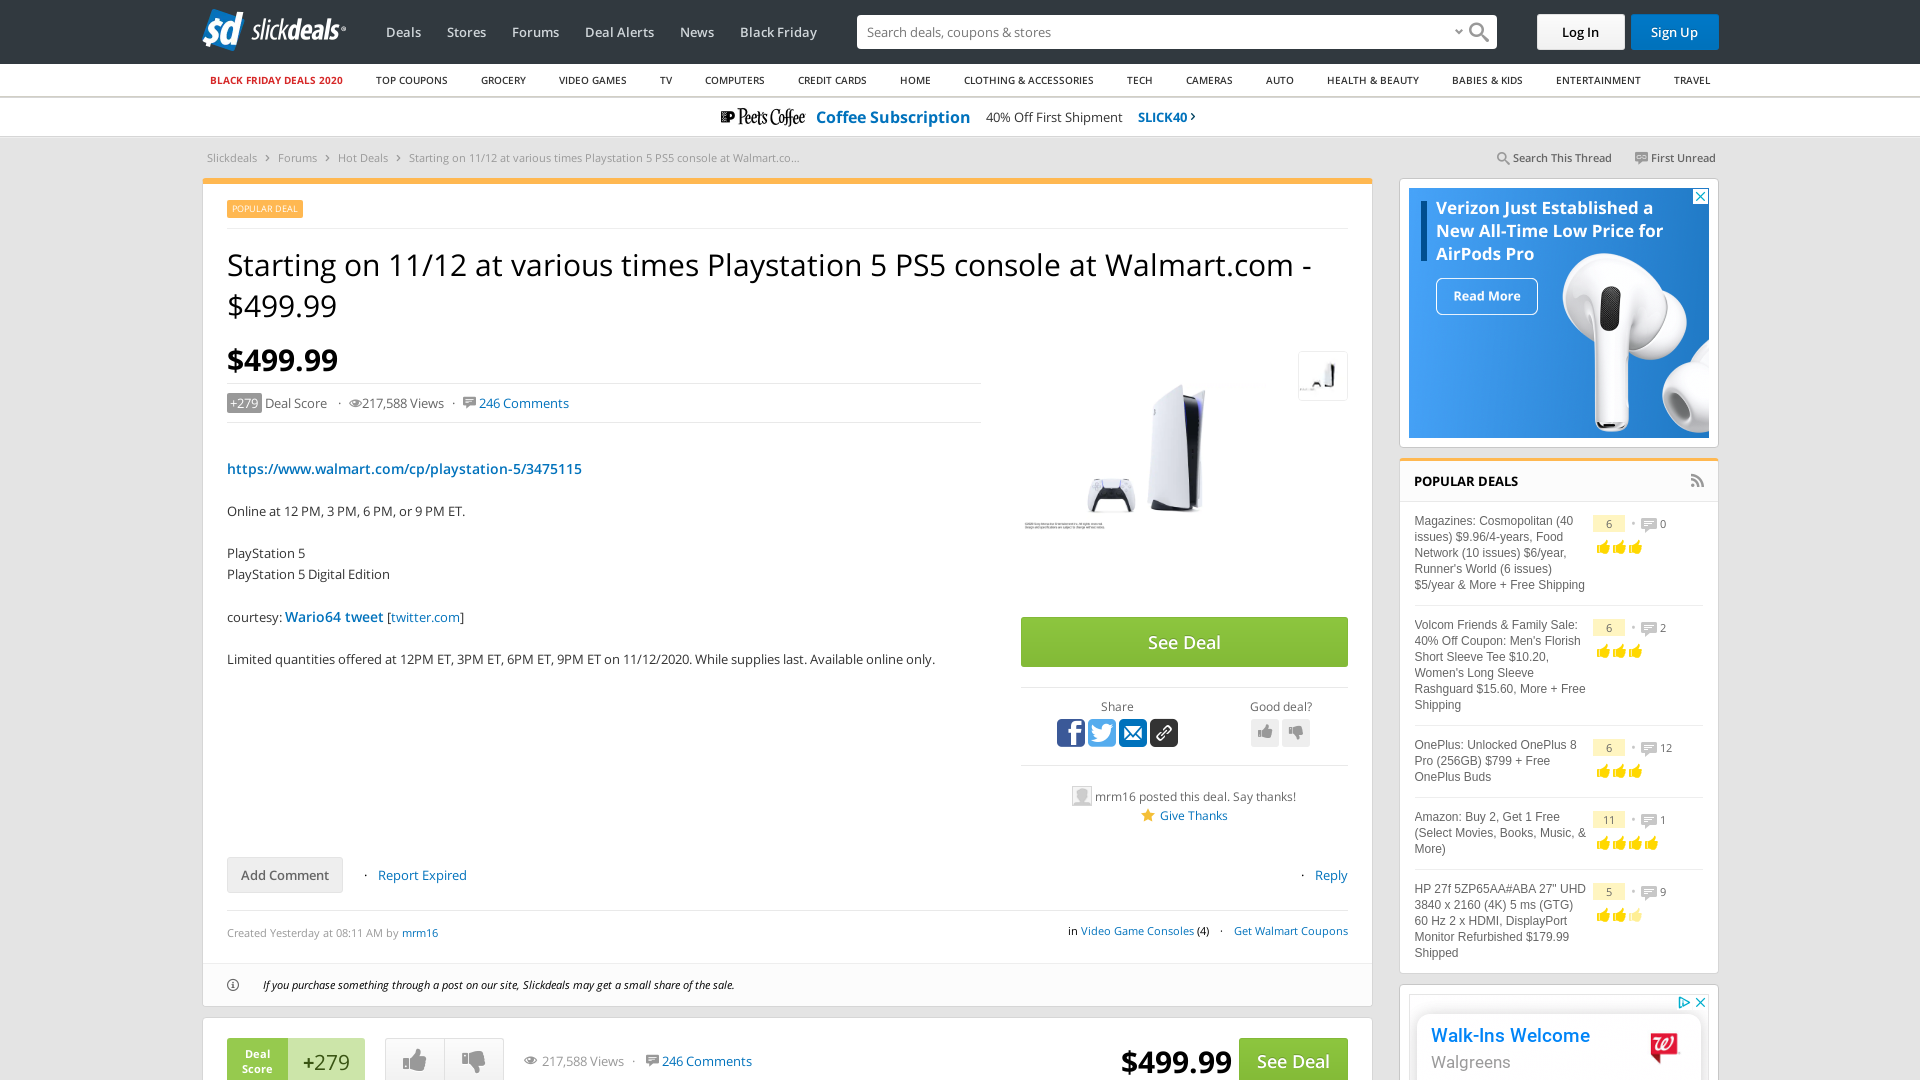 sd slickdeals
Deals
Stores
Forums
Deal Alerts
News
Black Friday
Search deals, coupons & stores
Log In
Sign Up
BLACK FRIDAY DEALS 2020
TOP COUPONS
GROCERY
VIDEO GAMES
TV
COMPUTERS
CREDIT CARDS
HOME
CLOTHING & ACCESSORIES
TECH
CAMERAS
AUTO
HEALTH & BEAUTY
BABIES & KIDS
ENTERTAINMENT
TRAVEL
Peet's Coffee Coffee Subscription 40% Off First Shipment SLICK40 ›
Slickdeals › Forums › Hot Deals › Starting on 11/12 at various times Playstation 5 PS5 console at Walmart.co...
Search This Thread
First Unread
POPULAR DEAL
Starting on 11/12 at various times Playstation 5 PS5 console at Walmart.com -
$499.99
$499.99
+279 Deal Score · 217,588 Views · 246 Comments
https://www.walmart.com/cp/playstation-5/3475115
Online at 12 PM, 3 PM, 6 PM, or 9 PM ET.
PlayStation 5
PlayStation 5 Digital Edition
courtesy: Wario64 tweet [twitter.com]
Limited quantities offered at 12PM ET, 3PM ET, 6PM ET, 9PM ET on 11/12/2020. While supplies last. Available online only.
See Deal
Share
Good deal?
mrm16 posted this deal. Say thanks!
Give Thanks
Add Comment
· Report Expired
· Reply
Created Yesterday at 08:11 AM by mrm16
in Video Game Consoles (4) · Get Walmart Coupons
If you purchase something through a post on our site, Slickdeals may get a small share of the sale.
Deal
Score
+279
217,588 Views · 246 Comments
$499.99
See Deal
Verizon Just Established a
New All-Time Low Price for
AirPods Pro
Read More
POPULAR DEALS
Magazines: Cosmopolitan (40
issues) $9.96/4-years, Food
Network (10 issues) $6/year,
Runner's World (6 issues)
$5/year & More + Free Shipping
6 • 0
Volcom Friends & Family Sale:
40% Off Coupon: Men's Florish
Short Sleeve Tee $10.20,
Women's Long Sleeve
Rashguard $15.60, More + Free
Shipping
6 • 2
OnePlus: Unlocked OnePlus 8
Pro (256GB) $799 + Free
OnePlus Buds
6 • 12
Amazon: Buy 2, Get 1 Free
(Select Movies, Books, Music, &
More)
11 • 1
HP 27f 5ZP65AA#ABA 27" UHD
3840 x 2160 (4K) 5 ms (GTG)
60 Hz 2 x HDMI, DisplayPort
Monitor Refurbished $179.99
Shipped
5 • 9
Walk-Ins Welcome
Walgreens